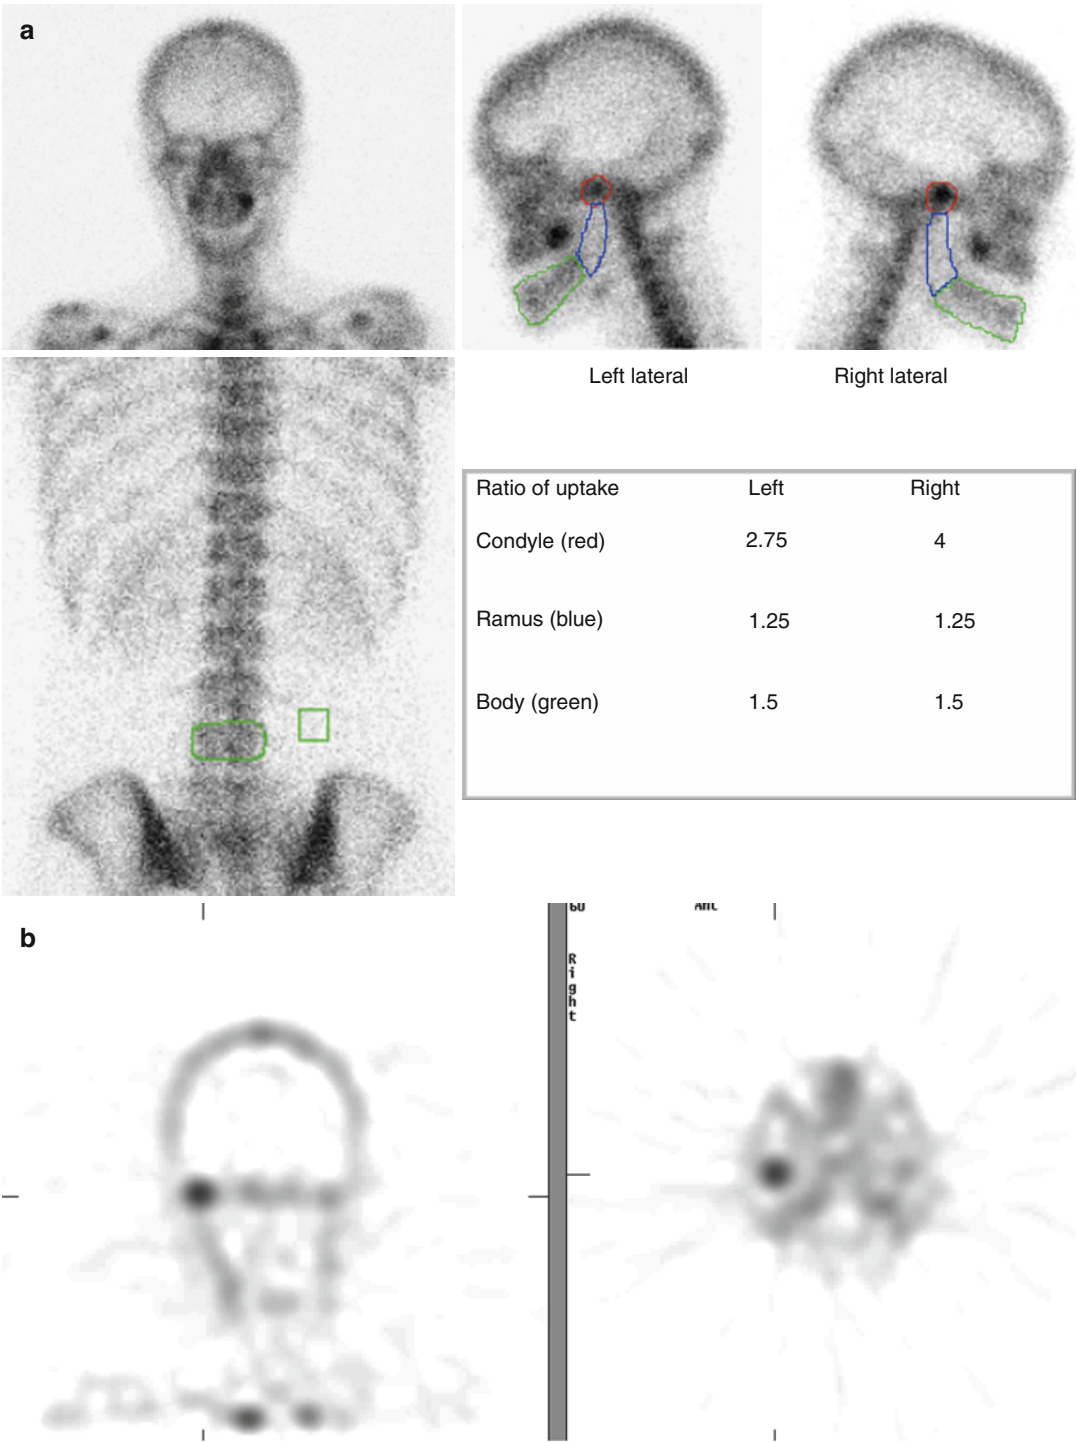 a
Left lateral
Right lateral
Ratio of uptake Left Right
Condyle (red) 2.75 4
Ramus (blue) 1.25 1.25
Body (green) 1.5 1.5
b
Right